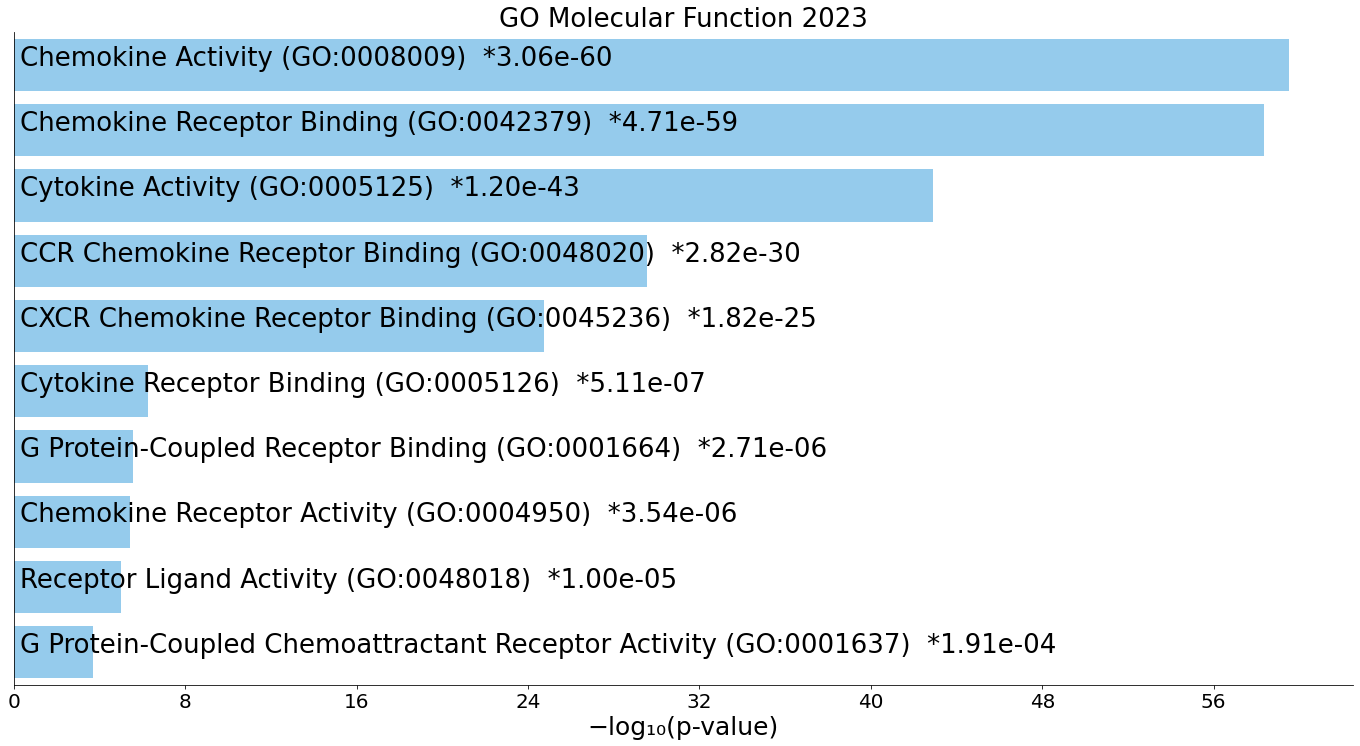 GO Molecular Function 2023
Chemokine Activity (GO:0008009)  *3.06e-60
Chemokine Receptor Binding (GO:0042379)  *4.71e-59
Cytokine Activity (GO:0005125)  *1.20e-43
CCR Chemokine Receptor Binding (GO:0048020)  *2.82e-30
CXCR Chemokine Receptor Binding (GO:0045236)  *1.82e-25
Cytokine Receptor Binding (GO:0005126)  *5.11e-07
G Protein-Coupled Receptor Binding (GO:0001664)  *2.71e-06
Chemokine Receptor Activity (GO:0004950)  *3.54e-06
Receptor Ligand Activity (GO:0048018)  *1.00e-05
G Protein-Coupled Chemoattractant Receptor Activity (GO:0001637)  *1.91e-04
0 8 16 24 32 40 48 56
−log₁₀(p-value)